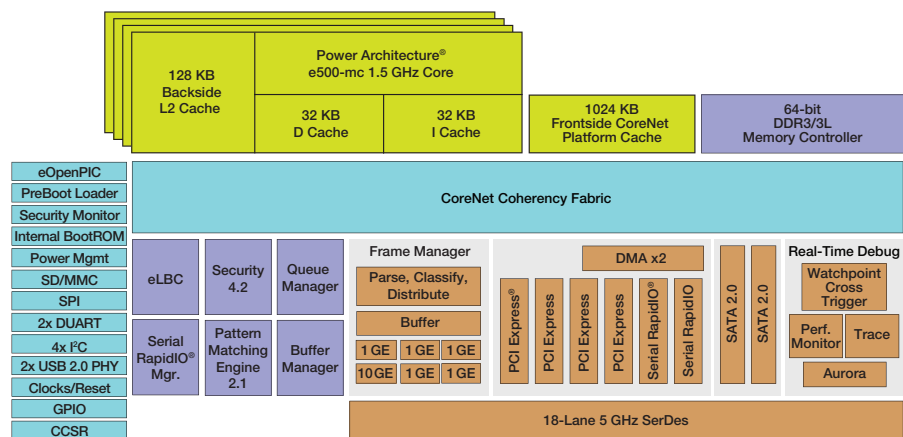 Power Architecture®
e500-mc 1.5 GHz Core
128 KB
Backside
L2 Cache
32 KB
D Cache
32 KB
I Cache
1024 KB
Frontside CoreNet
Platform Cache
64-bit
DDR3/3L
Memory Controller
eOpenPIC
PreBoot Loader
Security Monitor
Internal BootROM
Power Mgmt
SD/MMC
SPI
2x DUART
4x I²C
2x USB 2.0 PHY
Clocks/Reset
GPIO
CCSR
CoreNet Coherency Fabric
eLBC
Security
4.2
Queue
Manager
Serial
RapidIO®
Mgr.
Pattern
Matching
Engine
2.1
Buffer
Manager
Frame Manager
Parse, Classify,
Distribute
Buffer
1 GE
1 GE
1 GE
10 GE
1 GE
1 GE
DMA x2
PCI Express®
PCI Express
PCI Express
PCI Express
Serial RapidIO®
Serial RapidIO
SATA 2.0
SATA 2.0
Real-Time Debug
Watchpoint
Cross
Trigger
Perf.
Monitor
Trace
Aurora
18-Lane 5 GHz SerDes